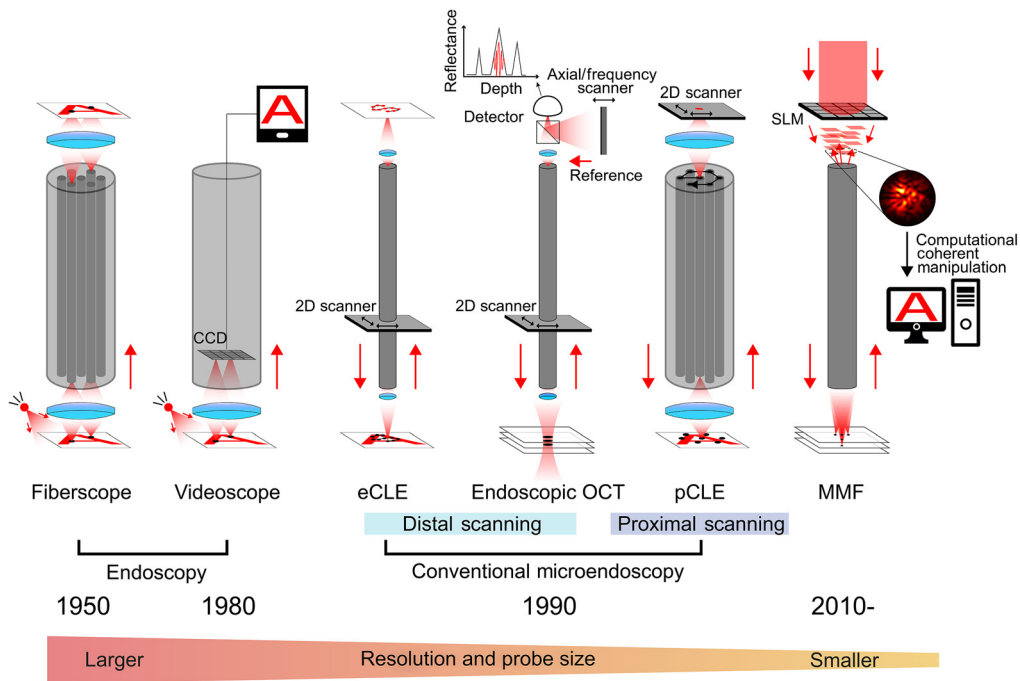 Reflectance
Depth
Detector
Axial/frequency
scanner
Reference
2D scanner
SLM
A
Computational
coherent
manipulation
A
CCD
2D scanner
2D scanner
Fiberscope
Videoscope
eCLE
Endoscopic OCT
pCLE
MMF
Distal scanning
Proximal scanning
Endoscopy
Conventional microendoscopy
1950
1980
1990
2010-
Larger
Resolution and probe size
Smaller